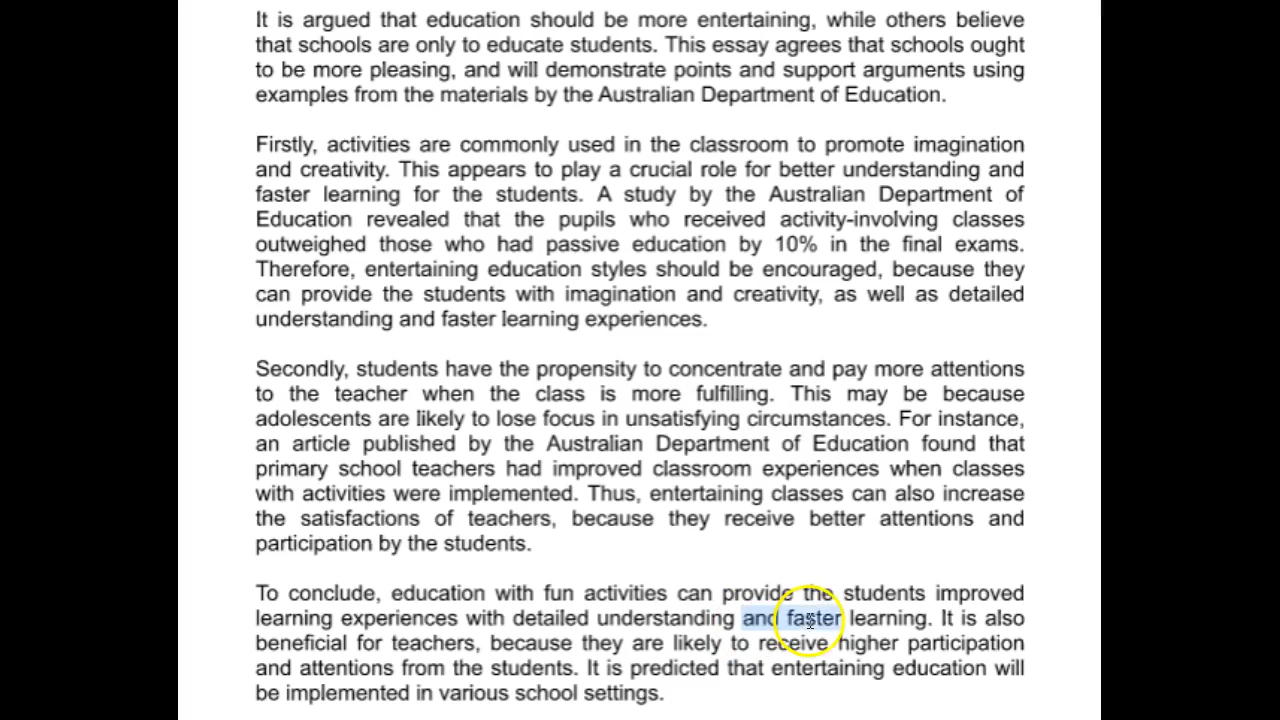 It is argued that education should be more entertaining, while others believe
that schools are only to educate students. This essay agrees that schools ought
to be more pleasing, and will demonstrate points and support arguments using
examples from the materials by the Australian Department of Education.
Firstly, activities are commonly used in the classroom to promote imagination
and creativity. This appears to play a crucial role for better understanding and
faster learning for the students. A study by the Australian Department of
Education revealed that the pupils who received activity-involving classes
outweighed those who had passive education by 10% in the final exams.
Therefore, entertaining education styles should be encouraged, because they
can provide the students with imagination and creativity, as well as detailed
understanding and faster learning experiences.
Secondly, students have the propensity to concentrate and pay more attentions
to the teacher when the class is more fulfilling. This may be because
adolescents are likely to lose focus in unsatisfying circumstances. For instance,
an article published by the Australian Department of Education found that
primary school teachers had improved classroom experiences when classes
with activities were implemented. Thus, entertaining classes can also increase
the satisfactions of teachers, because they receive better attentions and
participation by the students.
To conclude, education with fun activities can provide the students improved
learning experiences with detailed understanding and faster learning. It is also
beneficial for teachers, because they are likely to receive higher participation
and attentions from the students. It is predicted that entertaining education will
be implemented in various school settings.